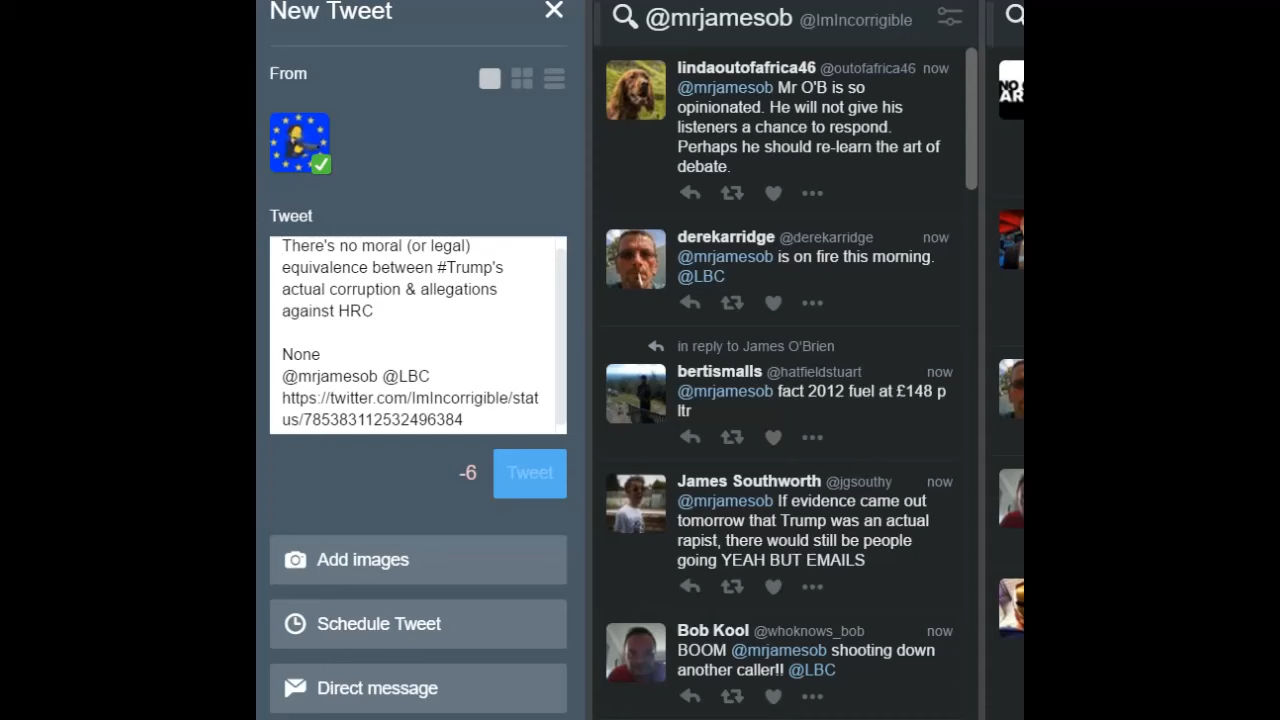 New Tweet
From
Tweet
There's no moral (or legal)
equivalence between #Trump's
actual corruption & allegations
against HRC
None
@mrjamesob @LBC
https://twitter.com/ImIncorrigible/stat
us/785383112532496384
-6
Tweet
Add images
Schedule Tweet
Direct message
@mrjamesob @ImIncorrigible
lindaoutofafrica46 @outofafrica46 now
@mrjamesob Mr O'B is so
opinionated. He will not give his
listeners a chance to respond.
Perhaps he should re-learn the art of
debate.
derekarridge @derekarridge now
@mrjamesob is on fire this morning.
@LBC
in reply to James O'Brien
bertismalls @hatfieldstuart now
@mrjamesob fact 2012 fuel at £148 p
ltr
James Southworth @jgsouthy now
@mrjamesob If evidence came out
tomorrow that Trump was an actual
rapist, there would still be people
going YEAH BUT EMAILS
Bob Kool @whoknows_bob now
BOOM @mrjamesob shooting down
another caller!! @LBC